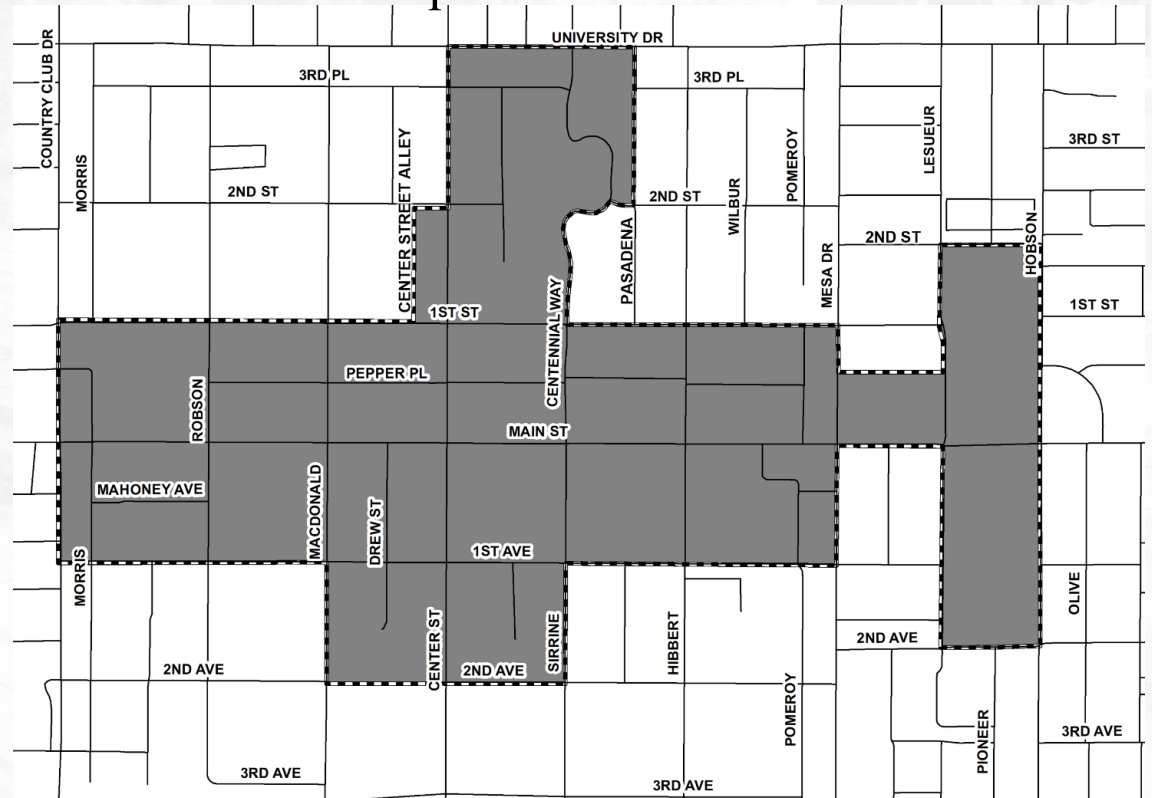 UNIVERSITY DR
COUNTRY CLUB DR
3RD PL
3RD PL
LESUEUR
3RD ST
MORRIS
CENTER STREET ALLEY
POMEROY
2ND ST
2ND ST
WILBUR
PASADENA
2ND ST
HOBSON
MESA DR
1ST ST
1ST ST
CENTENNIAL WAY
PEPPER PL
ROBSON
MAIN ST
MAHONEY AVE
MACDONALD
DREW ST
1ST AVE
MORRIS
OLIVE
CENTER ST
SIRRINE
HIBBERT
2ND AVE
2ND AVE
2ND AVE
POMEROY
PIONEER
3RD AVE
3RD AVE
3RD AVE